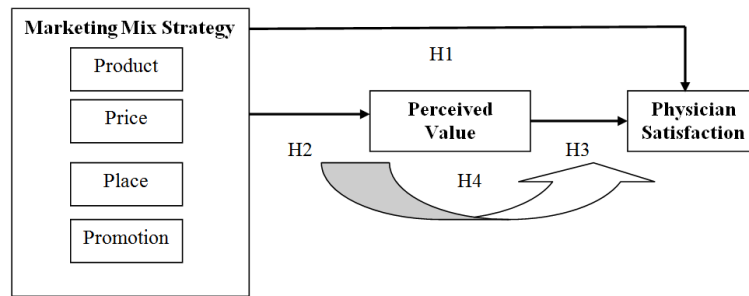 Marketing Mix Strategy
Product
Price
Place
Promotion
H1
Perceived
Value
Physician
Satisfaction
H2
H3
H4